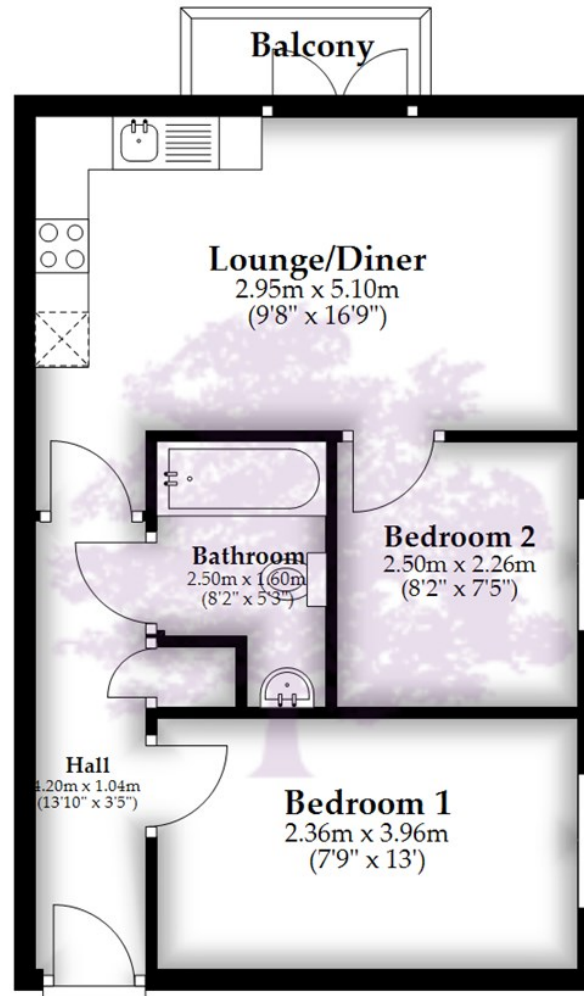 Balcony
Lounge/Diner
2.95m x 5.10m
(9'8" x 16'9")
Bedroom 2
2.50m x 2.26m
(8'2" x 7'5")
Bathroom
2.50m x 1.60m
(8'2" x 5'3")
Hall
4.20m x 1.04m
(13'10" x 3'5")
Bedroom 1
2.36m x 3.96m
(7'9" x 13')